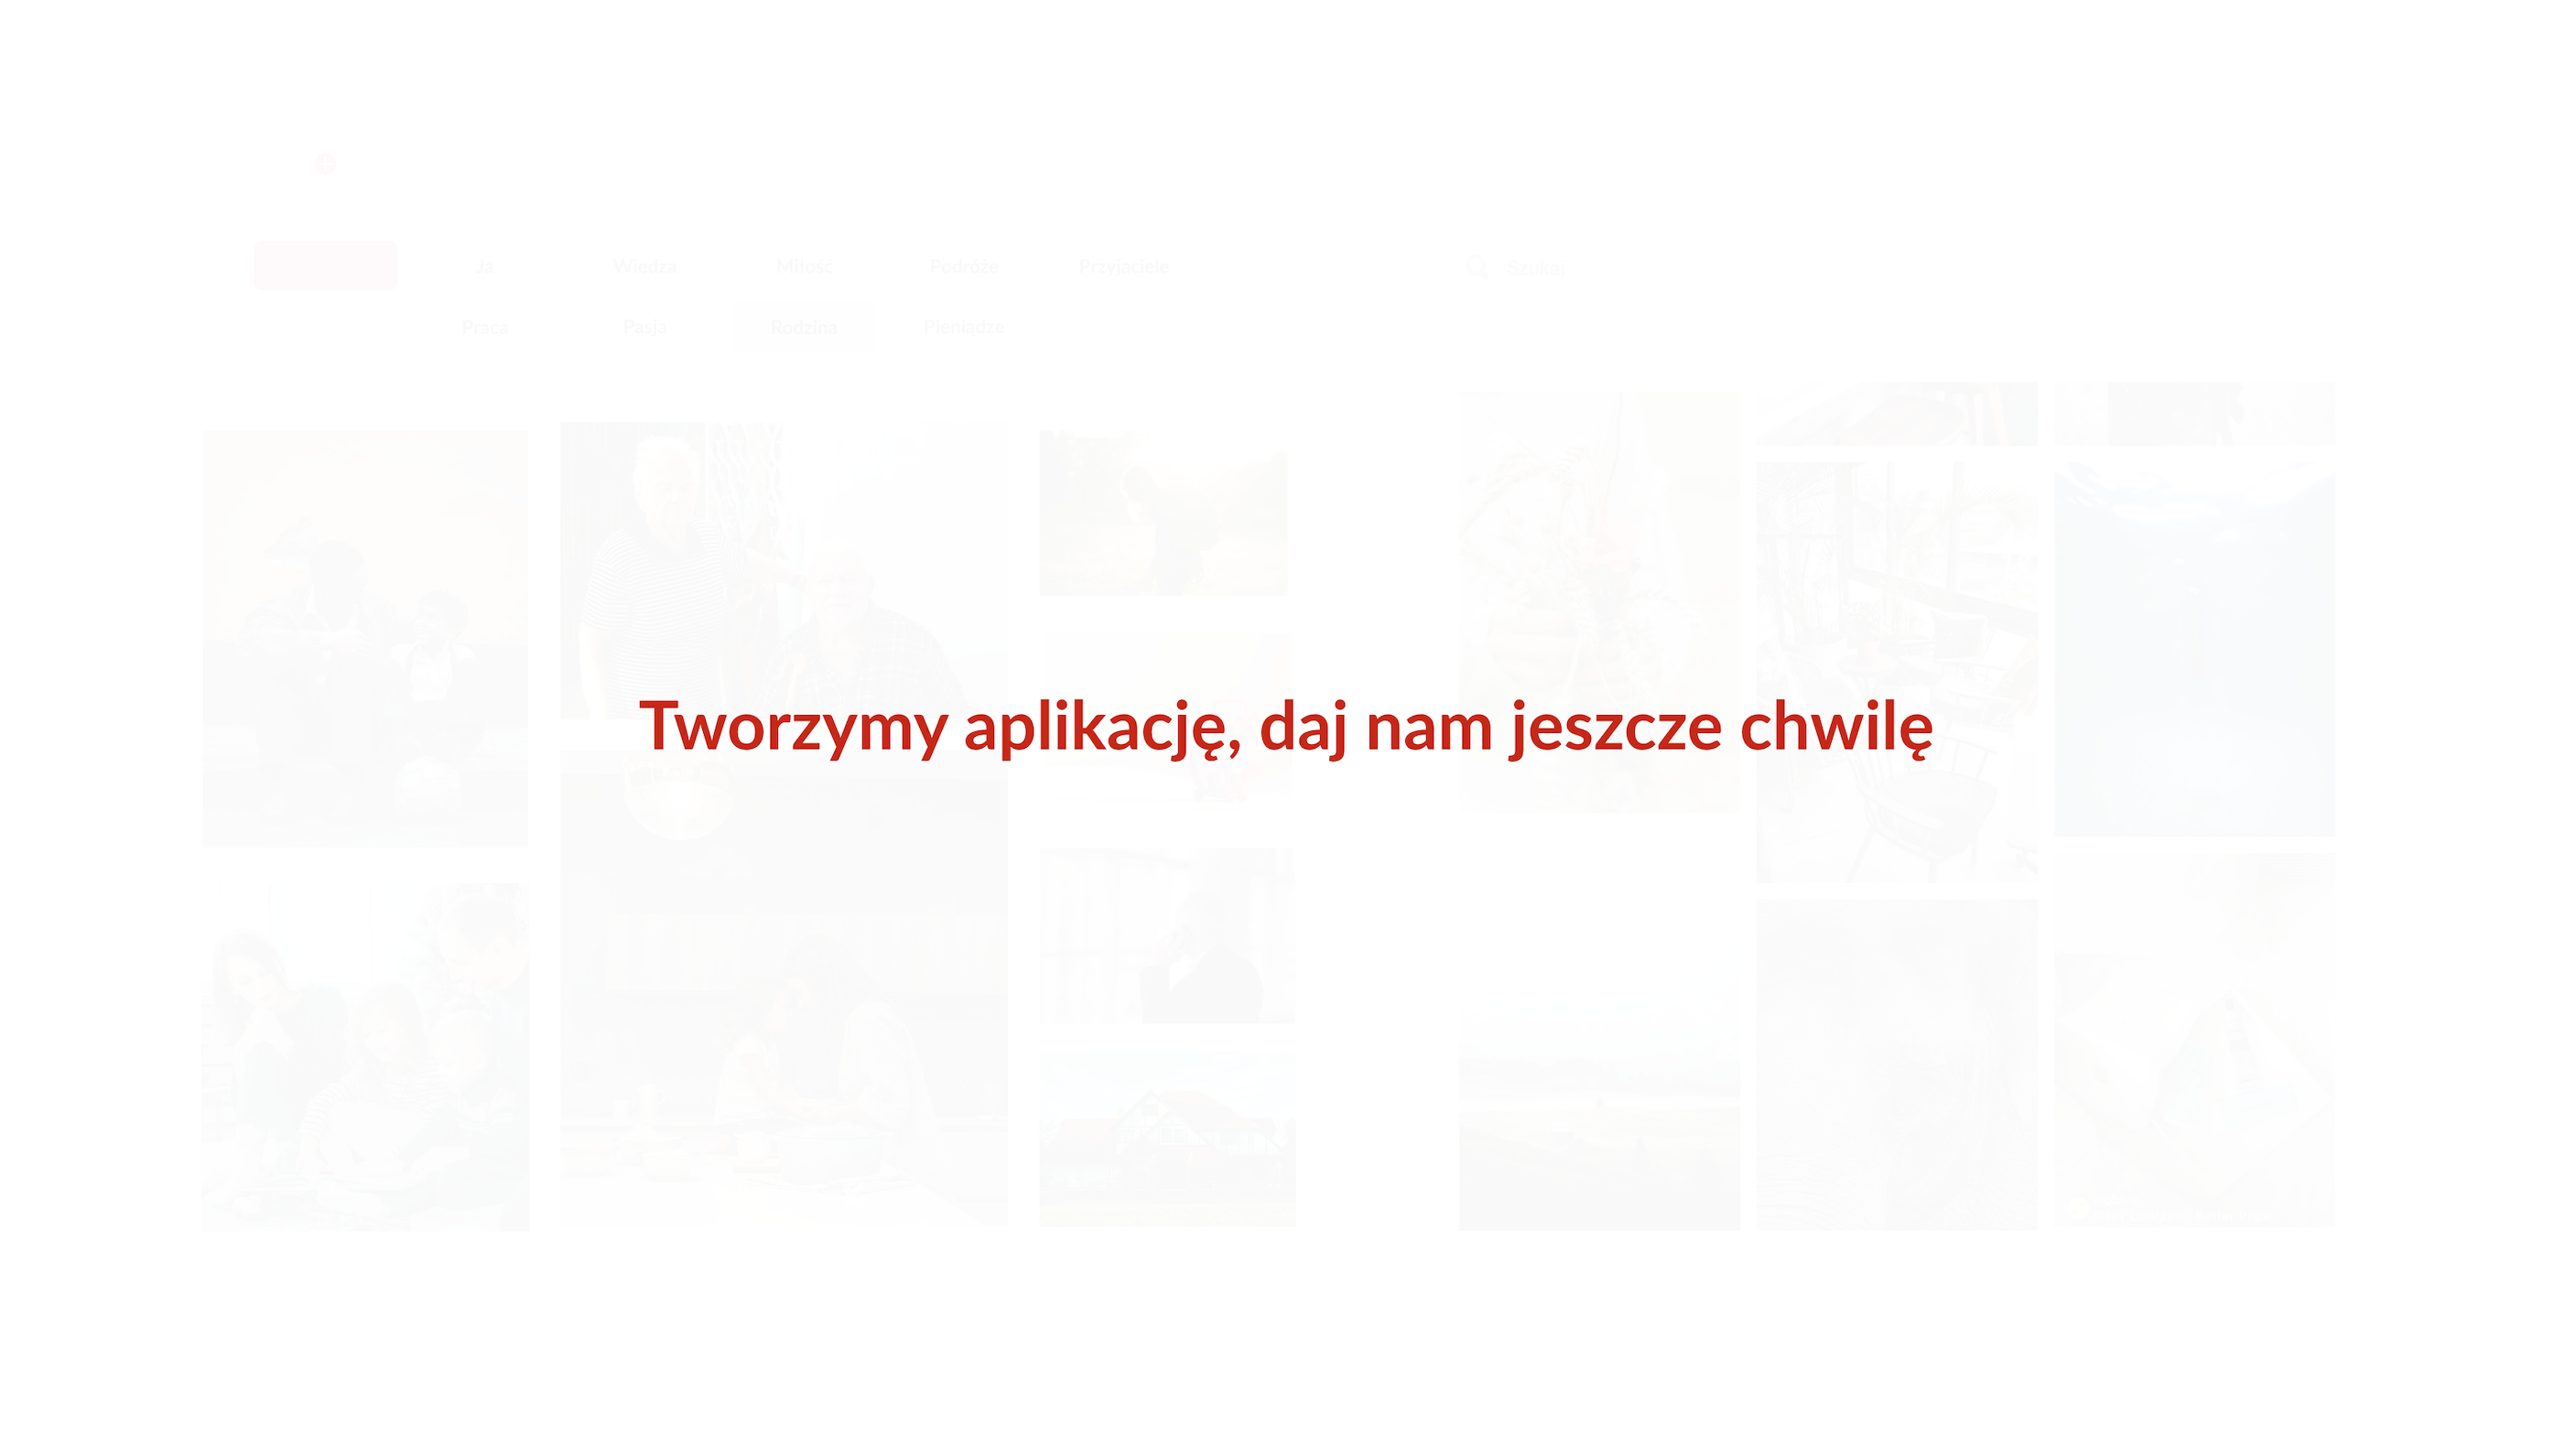 Ja Wiedza Miłość Podróże Przyjaciele Szukaj
Praca Pasja Rodzina Pieniądze
Tworzymy aplikację, daj nam jeszcze chwilę